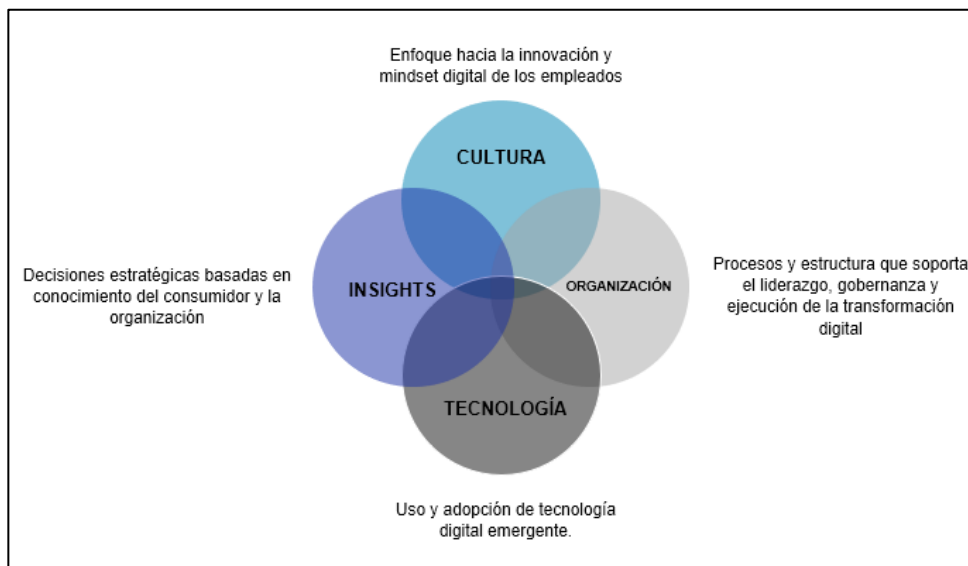 Enfoque hacia la innovación y
mindset digital de los empleados
CULTURA
Decisiones estratégicas basadas en
conocimiento del consumidor y la
organización
INSIGHTS
ORGANIZACIÓN
Procesos y estructura que soporta
el liderazgo, gobernanza y
ejecución de la transformación
digital
TECNOLOGÍA
Uso y adopción de tecnología
digital emergente.